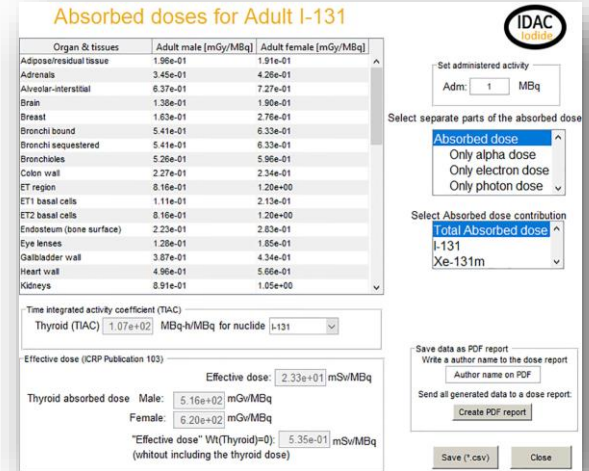 Absorbed doses for Adult I-131
IDAC
Iodide
Organ & tissues Adult male [mGy/MBq] Adult female [mGy/MBq]
Adipose/residual tissue 1.96e-01 1.91e-01
Adrenals 3.45e-01 4.26e-01
Alveolar-interstitial 6.37e-01 7.27e-01
Brain 1.38e-01 1.90e-01
Breast 1.63e-01 2.76e-01
Bronchi bound 5.41e-01 6.33e-01
Bronchi sequestered 5.41e-01 6.33e-01
Bronchioles 5.26e-01 5.96e-01
Colon wall 2.27e-01 2.34e-01
ET region 8.16e-01 1.20e+00
ET1 basal cells 1.11e-01 2.13e-01
ET2 basal cells 8.16e-01 1.20e+00
Endosteum (bone surface) 2.23e-01 2.83e-01
Eye lenses 1.28e-01 1.85e-01
Gallbladder wall 3.87e-01 4.34e-01
Heart wall 4.96e-01 5.66e-01
Kidneys 8.91e-01 1.05e+00
Set administered activity
Adm: 1 MBq
Select separate parts of the absorbed dose
Absorbed dose
Only alpha dose
Only electron dose
Only photon dose
Select Absorbed dose contribution
Total Absorbed dose
I-131
Xe-131m
Time integrated activity coefficient (TIAC)
Thyroid (TIAC) 1.07e+02 MBq-h/MBq for nuclide I-131
Effective dose (ICRP Publication 103)
Effective dose: 2.33e+01 mSv/MBq
Thyroid absorbed dose Male: 5.16e+02 mGv/MBq
Female: 6.20e+02 mGv/MBq
"Effective dose" Wt(Thyroid)=0): 5.35e-01 mSv/MBq
(whitout including the thyroid dose)
Save data as PDF report
Write a author name to the dose report
Author name on PDF
Send all generated data to a dose report:
Create PDF report
Save (*.csv) Close